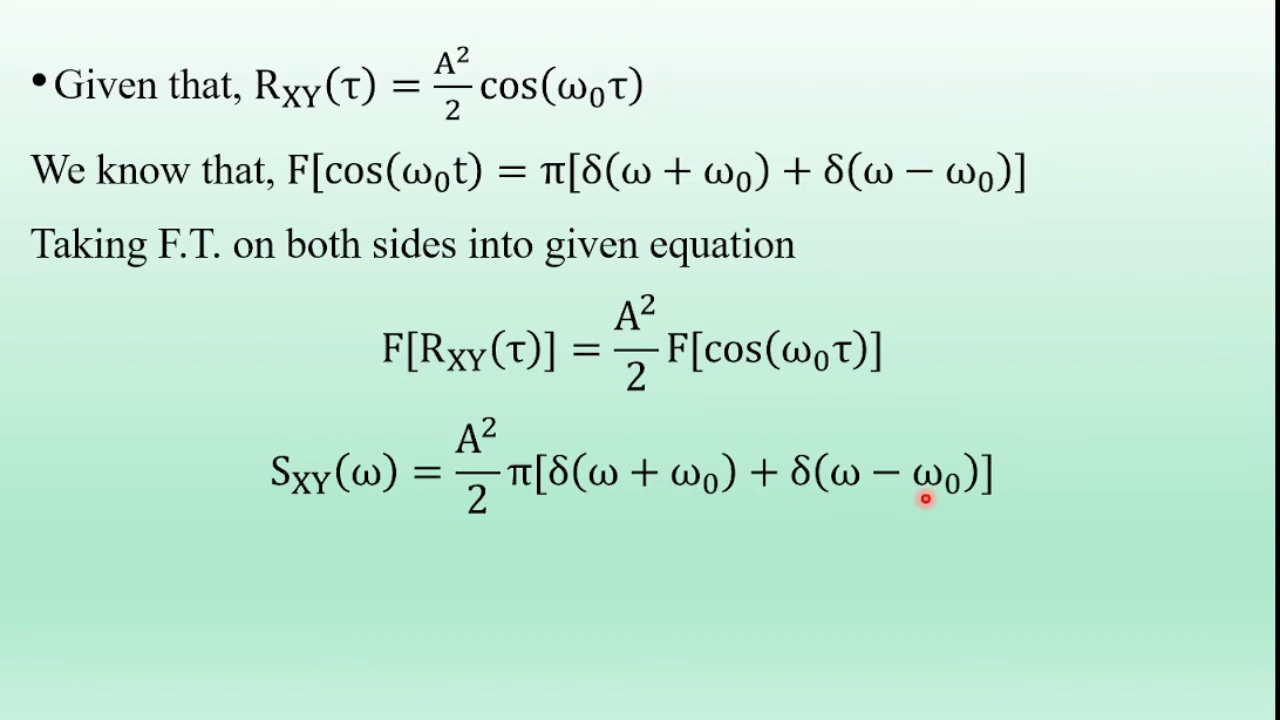 • Given that, R_XY(τ) = A²/2 cos(ω₀τ)
We know that, F[cos(ω₀t) = π[δ(ω + ω₀) + δ(ω − ω₀)]
Taking F.T. on both sides into given equation
F[R_XY(τ)] = A²/2 F[cos(ω₀τ)]
S_XY(ω) = A²/2 π[δ(ω + ω₀) + δ(ω − ω₀)]